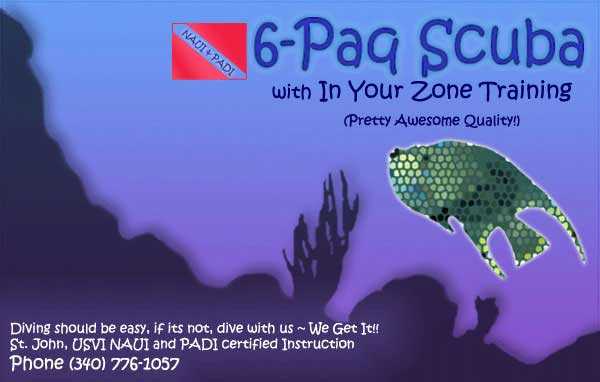 NAUI & PADI
6-Paq Scuba
with In Your Zone Training
(Pretty Awesome Quality!)
Diving should be easy, if its not, dive with us ~ We Get It!!
St. John, USVI NAUI and PADI certified Instruction
Phone (340) 776-1057